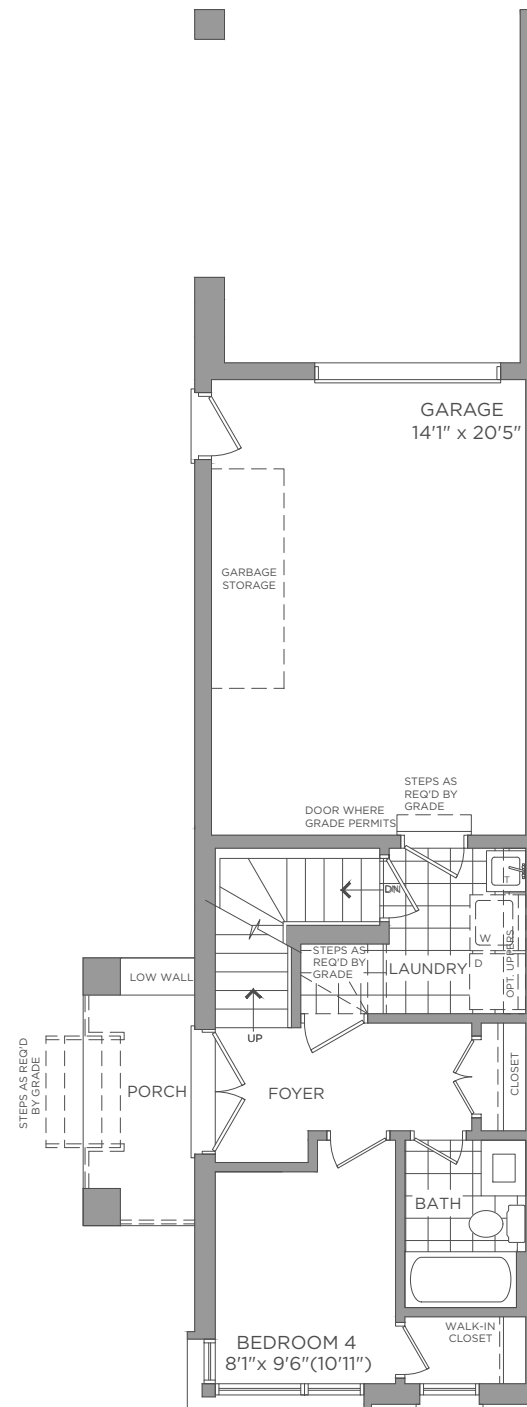 GARAGE
14'1" x 20'5"
GARBAGE
STORAGE
STEPS AS
REQ'D BY
GRADE
DOOR WHERE
GRADE PERMITS
DN
T
W
D
OPT. UPPERS
LAUNDRY
STEPS AS
REQ'D BY
GRADE
LOW WALL
UP
STEPS AS REQ'D
BY GRADE
PORCH
FOYER
CLOSET
BATH
WALK-IN
CLOSET
BEDROOM 4
8'1"x 9'6"(10'11")